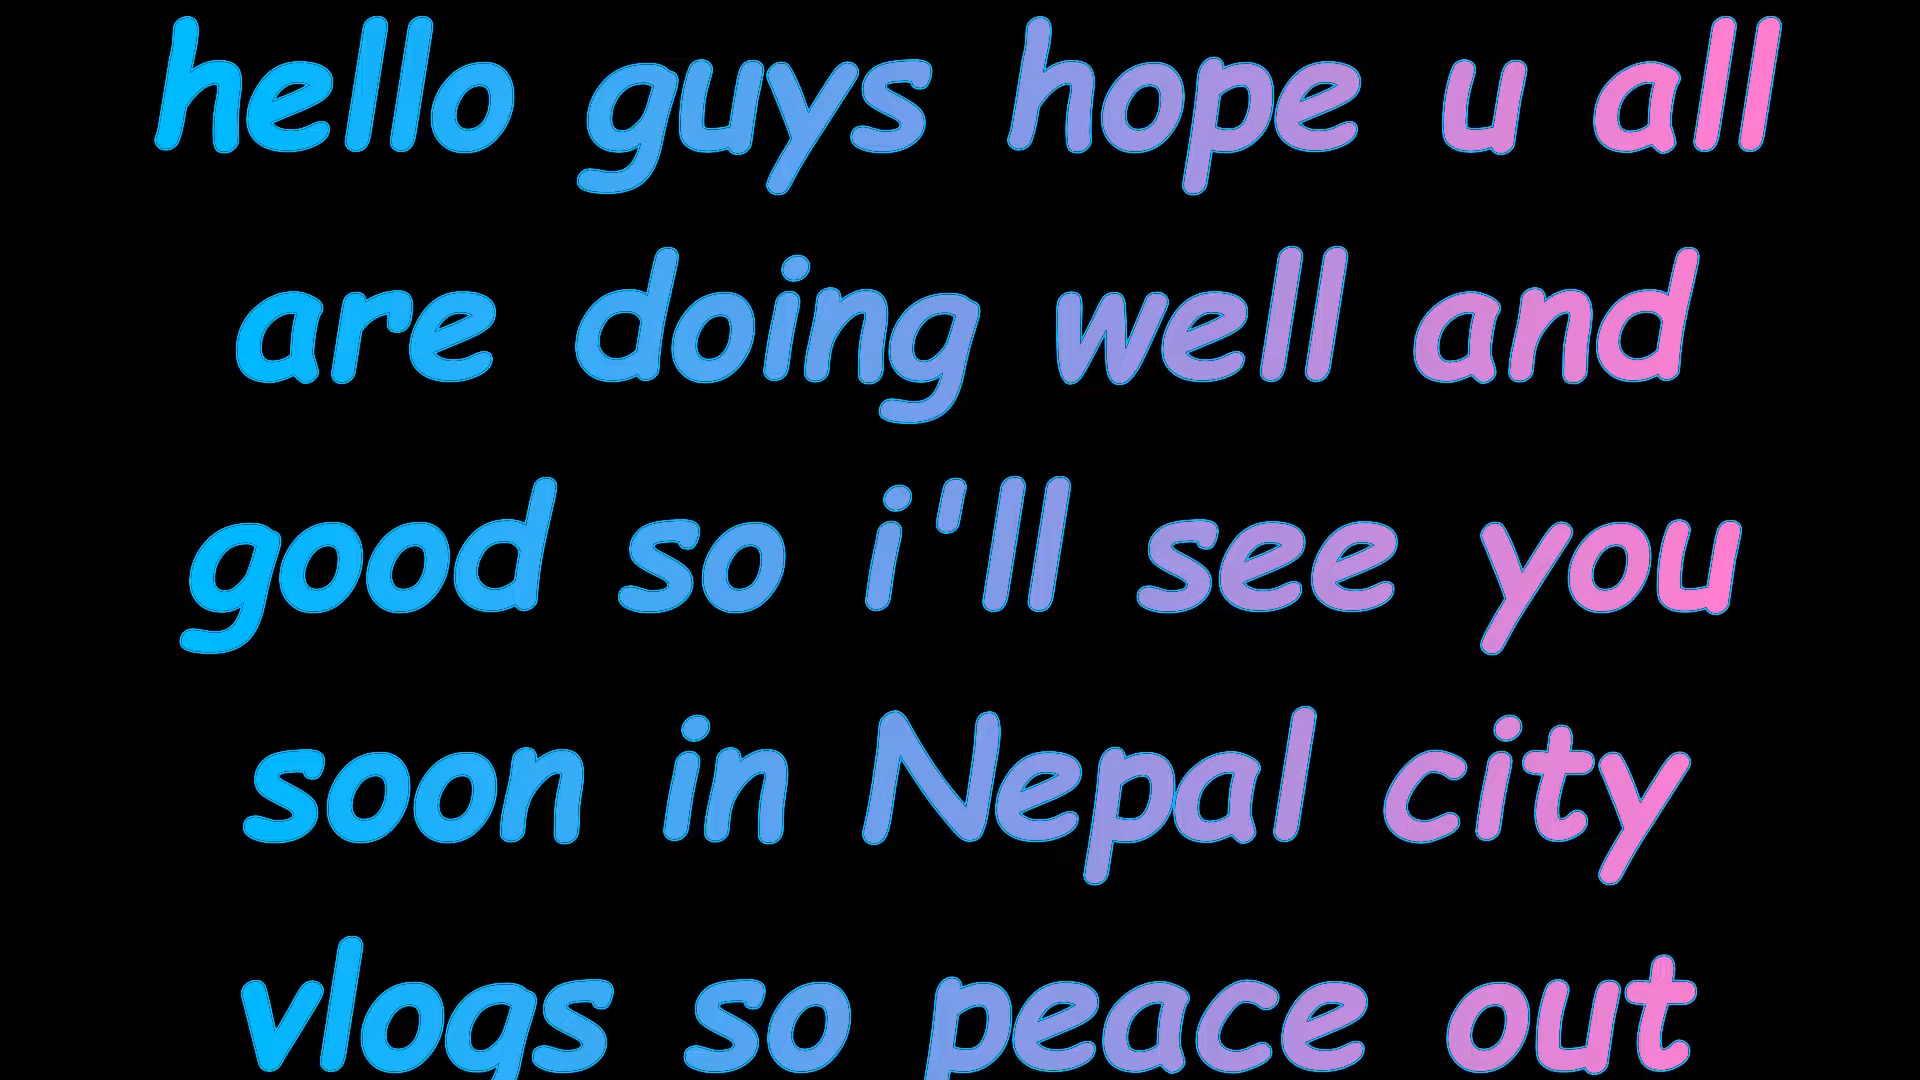 hello guys hope u all
are doing well and
good so i'll see you
soon in Nepal city
vlogs so peace out